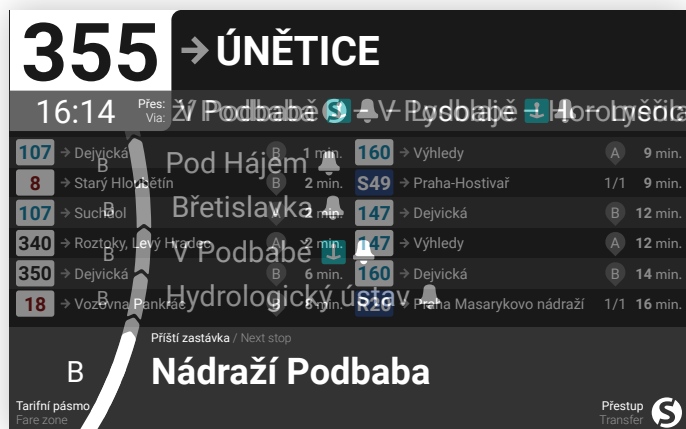 355 → ÚNĚTICE
16:14 Přes: Via: V Podbabě
107 → Dejvická B 1 min. 160 → Výhledy A 9 min.
B Pod Hájem
8 → Starý Hloubětín B 2 min. S49 → Praha-Hostivař 1/1 9 min.
B Břetislavka
107 → Suchdol 2 min. 147 → Dejvická B 12 min.
340 → Roztoky, Levý Hradec A 2 min. 147 → Výhledy A 12 min.
B V Podbabě
350 → Dejvická B 6 min. 160 → Dejvická B 14 min.
B Hydrologický ústav
18 → Vozovna Pankrác 8 min. Praha Masarykovo nádraží 1/1 16 min.
Příští zastávka / Next stop
B Nádraží Podbaba
Tarifní pásmo Přestup
Fare zone Transfer S